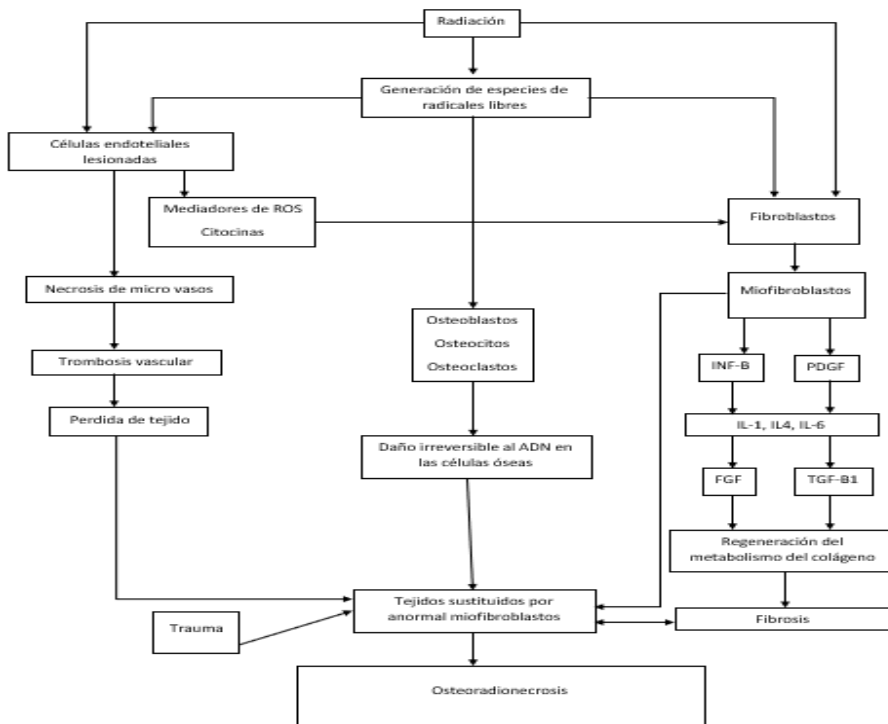 Radiación
Generación de especies de
radicales libres
Células endoteliales
lesionadas
Mediadores de ROS
Citocinas
Fibroblastos
Necrosis de micro vasos
Miofibroblastos
Osteoblastos
Osteocitos
Osteoclastos
Trombosis vascular
INF-B
PDGF
Perdida de tejido
IL-1, IL4, IL-6
Daño irreversible al ADN en
las células óseas
FGF
TGF-B1
Regeneración del
metabolismo del colágeno
Tejidos sustituidos por
anormal miofibroblastos
Trauma
Fibrosis
Osteoradionecrosis